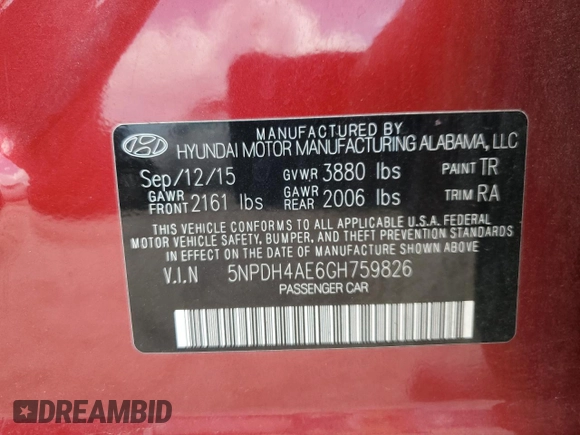 MANUFACTURED BY
HYUNDAI MOTOR MANUFACTURING ALABAMA, LLC
Sep/12/15 GVWR 3880 lbs PAINT TR
GAWR FRONT 2161 lbs GAWR REAR 2006 lbs TRIM RA
THIS VEHICLE CONFORMS TO ALL APPLICABLE U.S.A. FEDERAL
MOTOR VEHICLE SAFETY, BUMPER, AND THEFT PREVENTION STANDARDS
IN EFFECT ON THE DATE OF MANUFACTURE SHOWN ABOVE.
V.I.N 5NPDH4AE6GH759826
PASSENGER CAR
DREAMBID